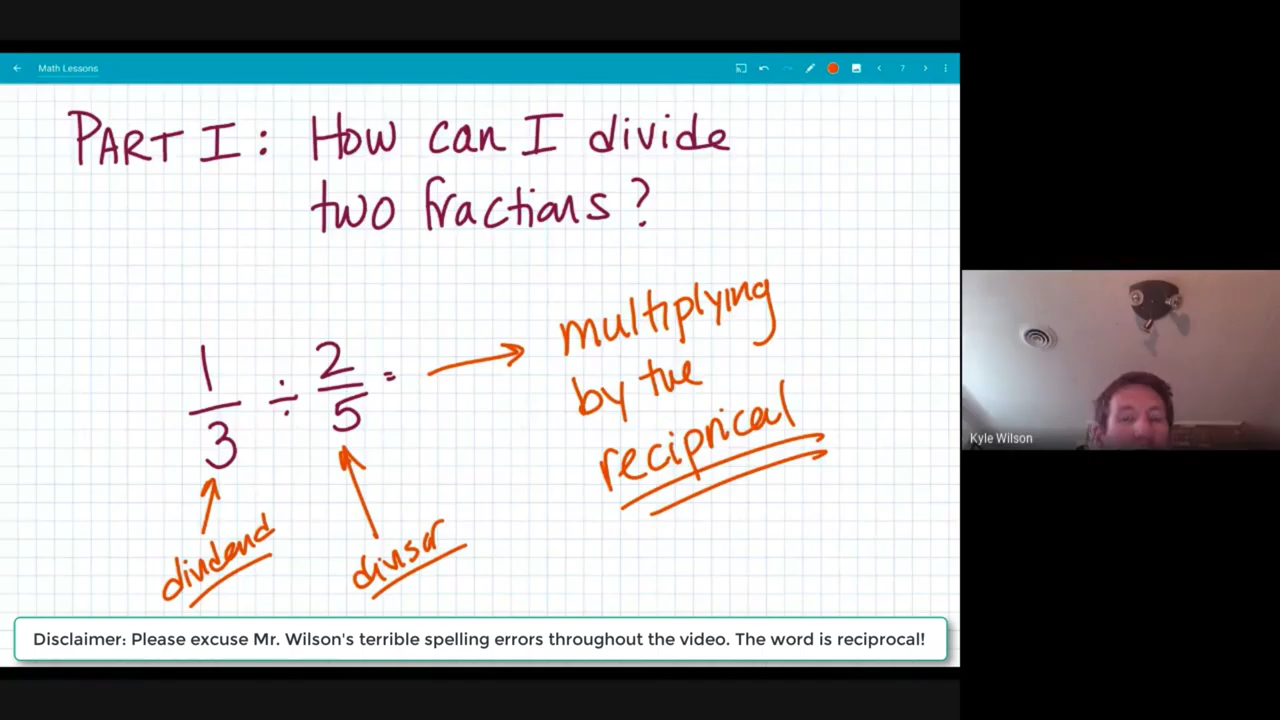 Math Lessons
PART I: How can I divide
two fractions?
1/3 ÷ 2/5 =
multiplying
by the
reciprical
dividend
divisor
Kyle Wilson
Disclaimer: Please excuse Mr. Wilson's terrible spelling errors throughout the video. The word is reciprocal!